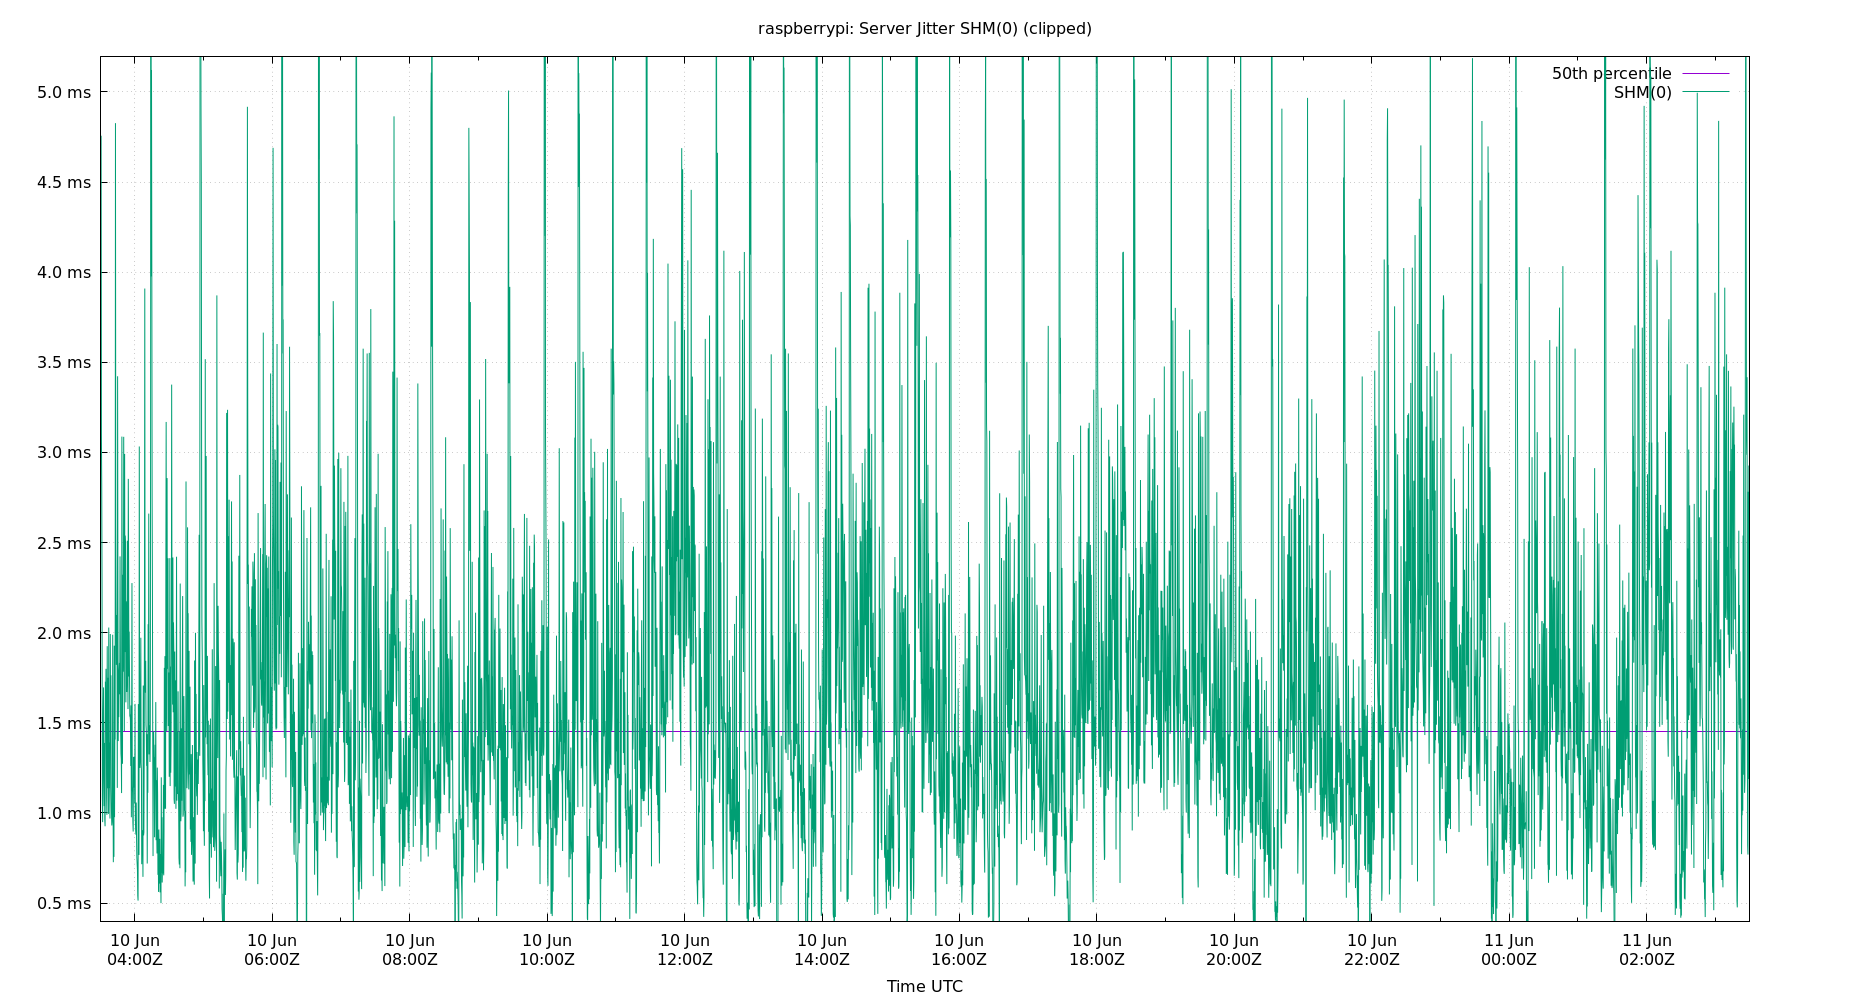 raspberrypi: Server Jitter SHM(0) (clipped)
50th percentile
SHM(0)
5.0 ms
4.5 ms
4.0 ms
3.5 ms
3.0 ms
2.5 ms
2.0 ms
1.5 ms
1.0 ms
0.5 ms
10 Jun 10 Jun 10 Jun 10 Jun 10 Jun 10 Jun 10 Jun 10 Jun 10 Jun 10 Jun 11 Jun 11 Jun
04:00Z 06:00Z 08:00Z 10:00Z 12:00Z 14:00Z 16:00Z 18:00Z 20:00Z 22:00Z 00:00Z 02:00Z
Time UTC